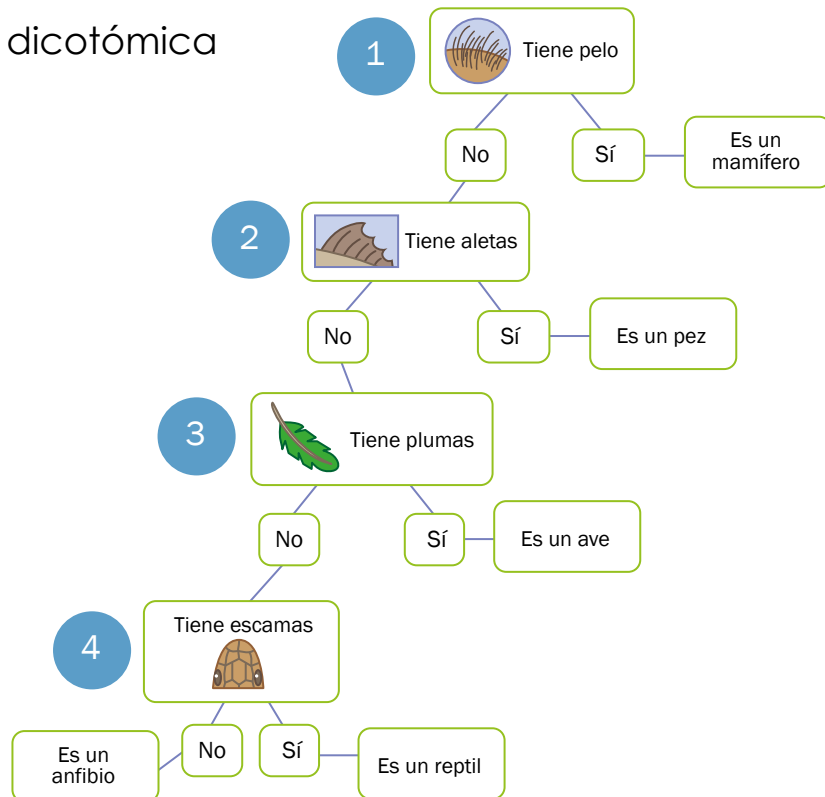 dicotómica
1
Tiene pelo
No
Sí
Es un
mamífero
2
Tiene aletas
No
Sí
Es un pez
3
Tiene plumas
No
Sí
Es un ave
4
Tiene escamas
Es un
anfibio
No
Sí
Es un reptil